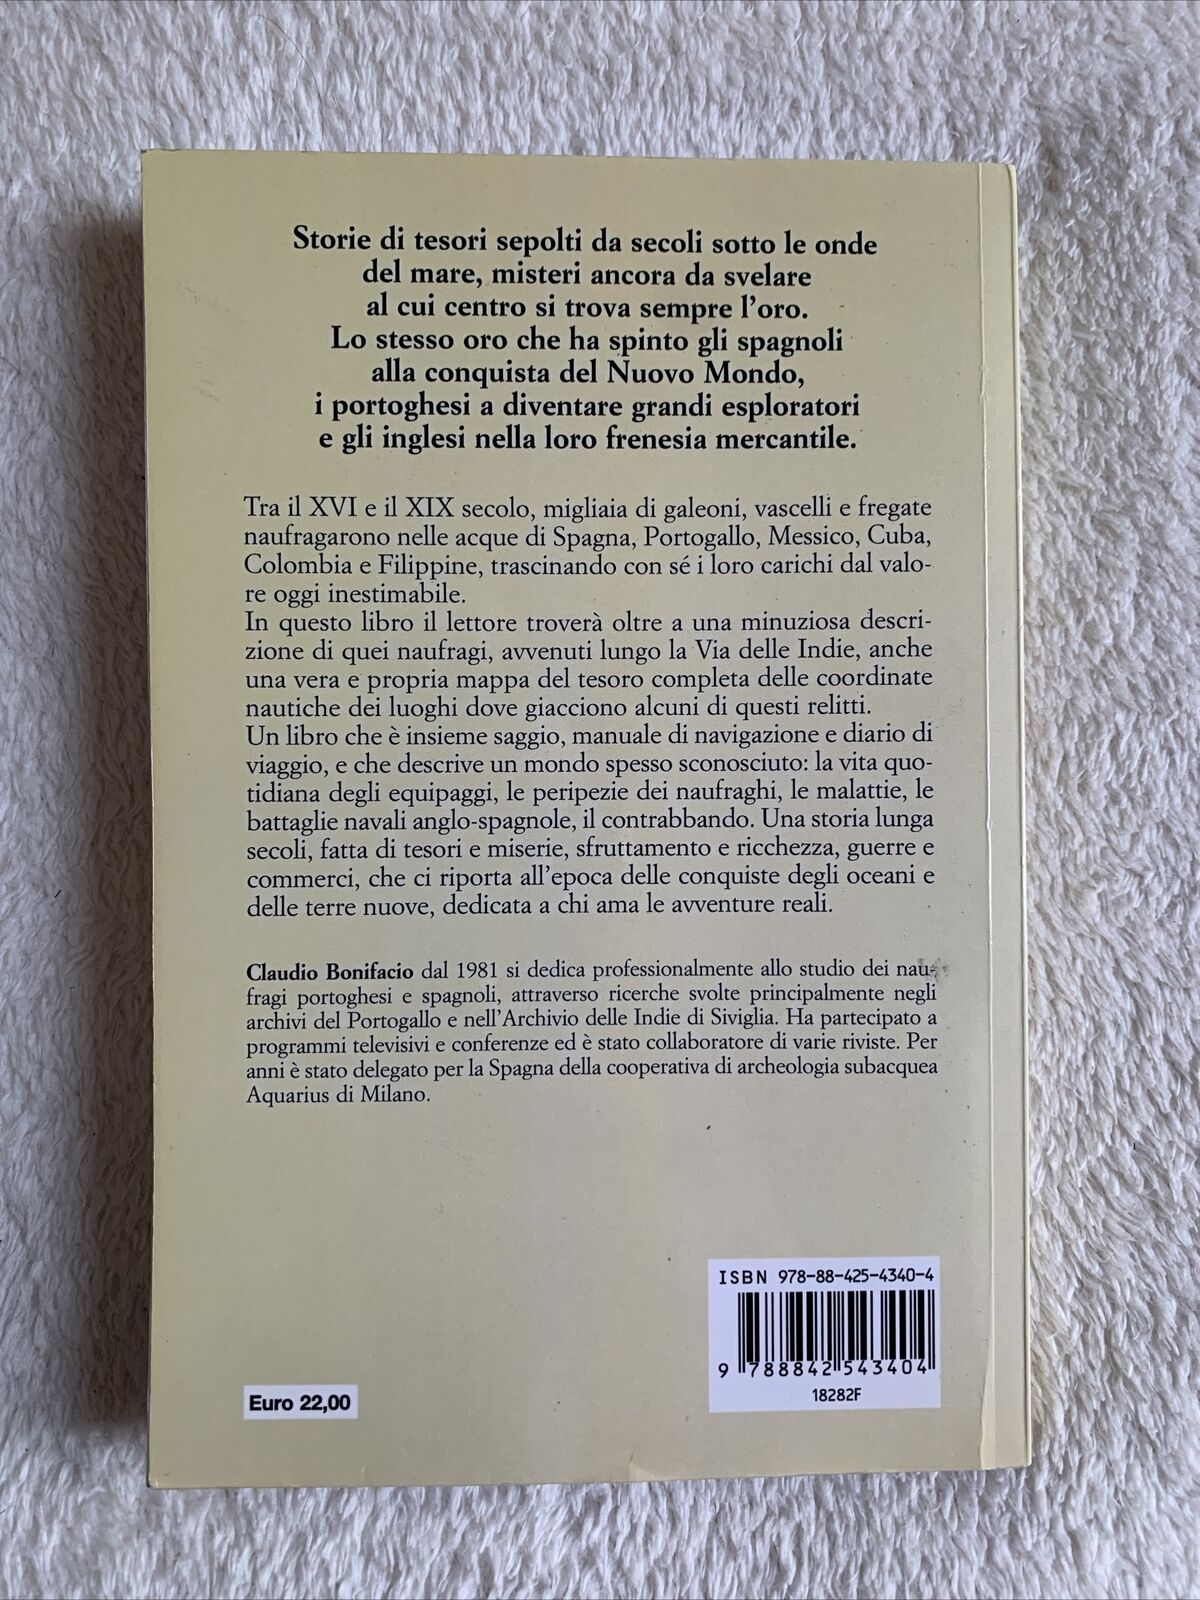 Storie di tesori sepolti da secoli sotto le onde
del mare, misteri ancora da svelare
al cui centro si trova sempre l'oro.
Lo stesso oro che ha spinto gli spagnoli
alla conquista del Nuovo Mondo,
i portoghesi a diventare grandi esploratori
e gli inglesi nella loro frenesia mercantile.
Tra il XVI e il XIX secolo, migliaia di galeoni, vascelli e fregate
naufragarono nelle acque di Spagna, Portogallo, Messico, Cuba,
Colombia e Filippine, trascinando con sé i loro carichi dal valo-
re oggi inestimabile.
In questo libro il lettore troverà oltre a una minuziosa descri-
zione di quei naufragi, avvenuti lungo la Via delle Indie, anche
una vera e propria mappa del tesoro completa delle coordinate
nautiche dei luoghi dove giacciono alcuni di questi relitti.
Un libro che è insieme saggio, manuale di navigazione e diario di
viaggio, e che descrive un mondo spesso sconosciuto: la vita quo-
tidiana degli equipaggi, le peripezie dei naufraghi, le malattie, le
battaglie navali anglo-spagnole, il contrabbando. Una storia lunga
secoli, fatta di tesori e miserie, sfruttamento e ricchezza, guerre e
commerci, che ci riporta all'epoca delle conquiste degli oceani e
delle terre nuove, dedicata a chi ama le avventure reali.
Claudio Bonifacio dal 1981 si dedica professionalmente allo studio dei nau-
fragi portoghesi e spagnoli, attraverso ricerche svolte principalmente negli
archivi del Portogallo e nell'Archivio delle Indie di Siviglia. Ha partecipato a
programmi televisivi e conferenze ed è stato collaboratore di varie riviste. Per
anni è stato delegato per la Spagna della cooperativa di archeologia subacquea
Aquarius di Milano.
ISBN 978-88-425-4340-4
9 788842 543404
18282F
Euro 22,00